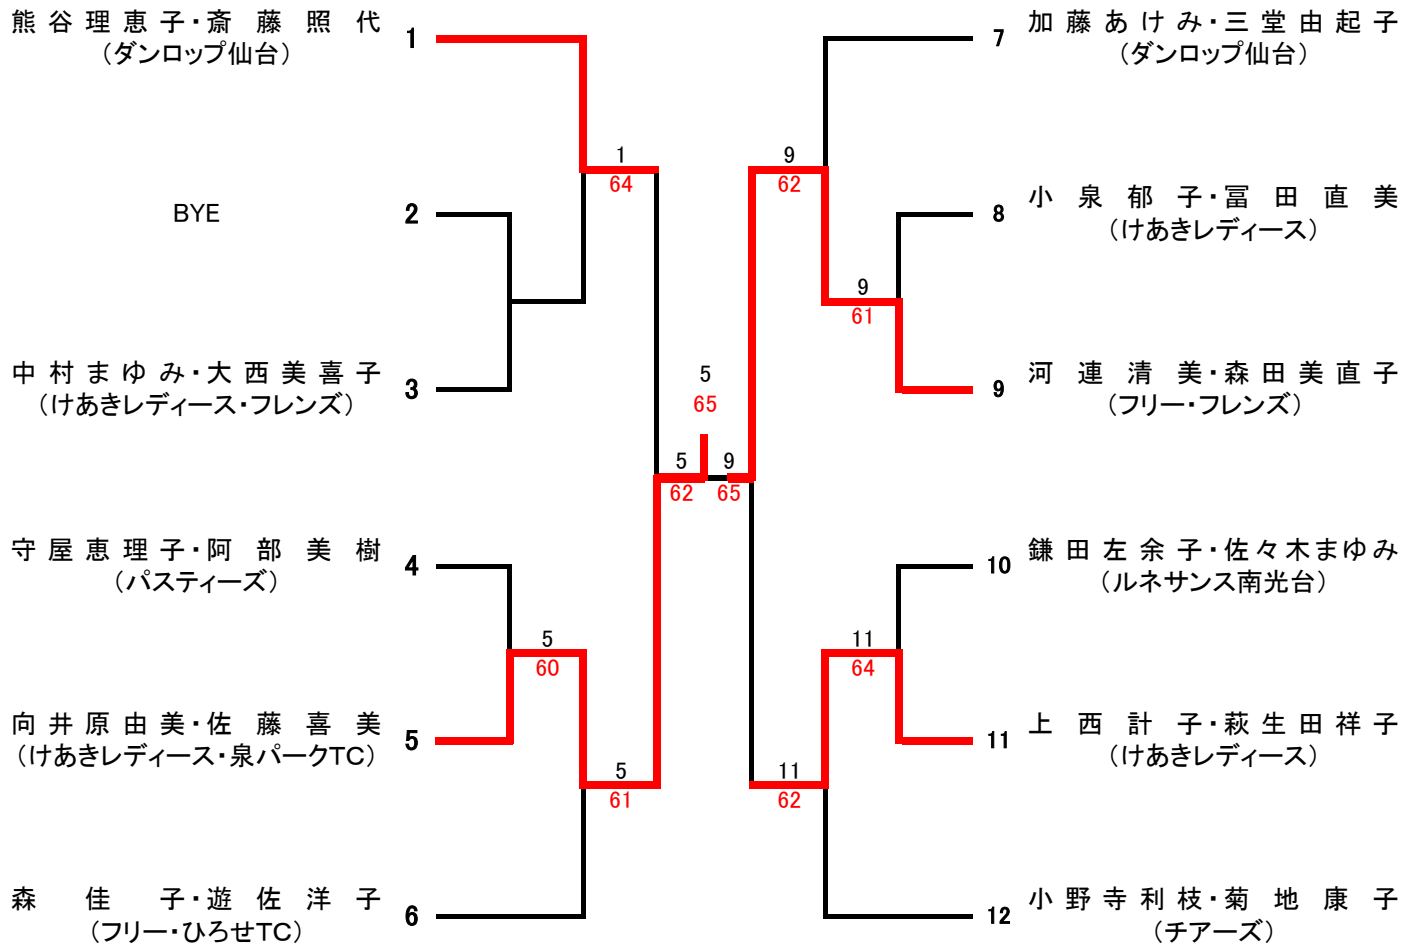 熊谷理恵子・斎藤照代
(ダンロップ仙台)
1
BYE
2
中村まゆみ・大西美喜子
(けあきレディース・フレンズ)
3
守屋恵理子・阿部美樹
(パスティーズ)
4
向井原由美・佐藤喜美
(けあきレディース・泉パークTC)
5
森佳子・遊佐洋子
(フリー・ひろせTC)
6
1
64
5
60
5
61
5
62
5
65
9
65
9
62
9
61
11
64
11
62
7
加藤あけみ・三堂由起子
(ダンロップ仙台)
8
小泉郁子・冨田直美
(けあきレディース)
9
河連清美・森田美直子
(フリー・フレンズ)
10
鎌田左余子・佐々木まゆみ
(ルネサンス南光台)
11
上西計子・萩生田祥子
(けあきレディース)
12
小野寺利枝・菊地康子
(チアーズ)